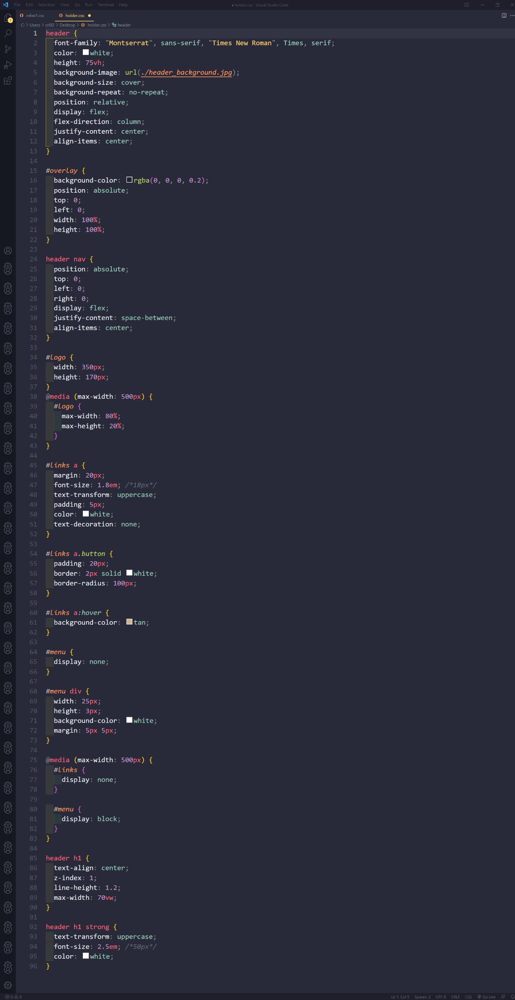 File Edit Selection View Go Run Terminal Help
● holder.css - Visual Studio Code
mhw1.css
holder.css ●
1
C: > Users > cri92 > Desktop > {} holder.css > header
1 header {
2 font-family: "Montserrat", sans-serif, "Times New Roman", Times, serif;
3 color: white;
4 height: 75vh;
5 background-image: url(./header_background.jpg);
6 background-size: cover;
7 background-repeat: no-repeat;
8 position: relative;
9 display: flex;
10 flex-direction: column;
11 justify-content: center;
12 align-items: center;
13 }
14
15 #overlay {
16 background-color: rgba(0, 0, 0, 0.2);
17 position: absolute;
18 top: 0;
19 left: 0;
20 width: 100%;
21 height: 100%;
22 }
23
24 header nav {
25 position: absolute;
26 top: 0;
27 left: 0;
28 right: 0;
29 display: flex;
30 justify-content: space-between;
31 align-items: center;
32 }
33
34 #logo {
35 width: 350px;
36 height: 170px;
37 }
38 @media (max-width: 500px) {
39 #logo {
40 max-width: 80%;
41 max-height: 20%;
42 }
43 }
44
45 #links a {
46 margin: 20px;
47 font-size: 1.8em; /*18px*/
48 text-transform: uppercase;
49 padding: 5px;
50 color: white;
51 text-decoration: none;
52 }
53
54 #links a.button {
55 padding: 20px;
56 border: 2px solid white;
57 border-radius: 100px;
58 }
59
60 #links a:hover {
61 background-color: tan;
62 }
63
64 #menu {
65 display: none;
66 }
67
68 #menu div {
69 width: 25px;
70 height: 3px;
71 background-color: white;
72 margin: 5px 5px;
73 }
74
75 @media (max-width: 500px) {
76 #links {
77 display: none;
78 }
79
80 #menu {
81 display: block;
82 }
83 }
84
85 header h1 {
86 text-align: center;
87 z-index: 1;
88 line-height: 1.2;
89 max-width: 70vw;
90 }
91
92 header h1 strong {
93 text-transform: uppercase;
94 font-size: 2.5em; /*50px*/
95 color: white;
96 }
0 0 Ln 1, Col 9 Spaces: 2 UTF-8 CRLF CSS Go Live